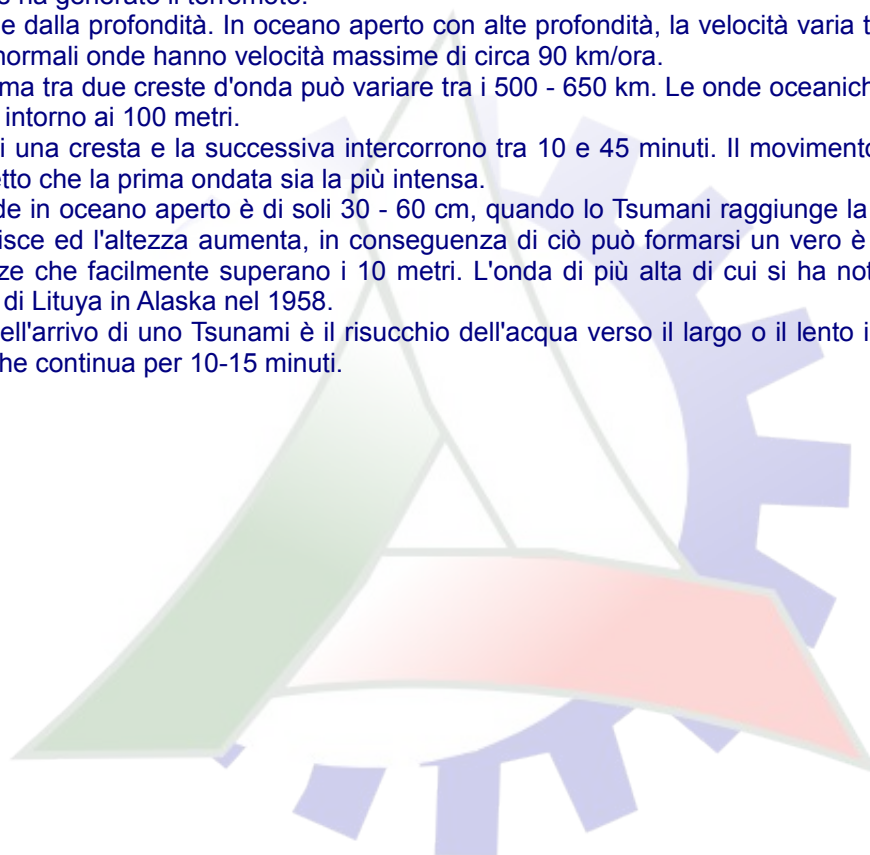 ha generato il terremoto.
e dalla profondità. In oceano aperto con alte profondità, la velocità varia t
normali onde hanno velocità massime di circa 90 km/ora.
ma tra due creste d'onda può variare tra i 500 - 650 km. Le onde oceanich
intorno ai 100 metri.
i una cresta e la successiva intercorrono tra 10 e 45 minuti. Il movimento
etto che la prima ondata sia la più intensa.
de in oceano aperto è di soli 30 - 60 cm, quando lo Tsumani raggiunge la
isce ed l'altezza aumenta, in conseguenza di ciò può formarsi un vero è
ze che facilmente superano i 10 metri. L'onda di più alta di cui si ha not
di Lituya in Alaska nel 1958.
ell'arrivo di uno Tsunami è il risucchio dell'acqua verso il largo o il lento i
he continua per 10-15 minuti.